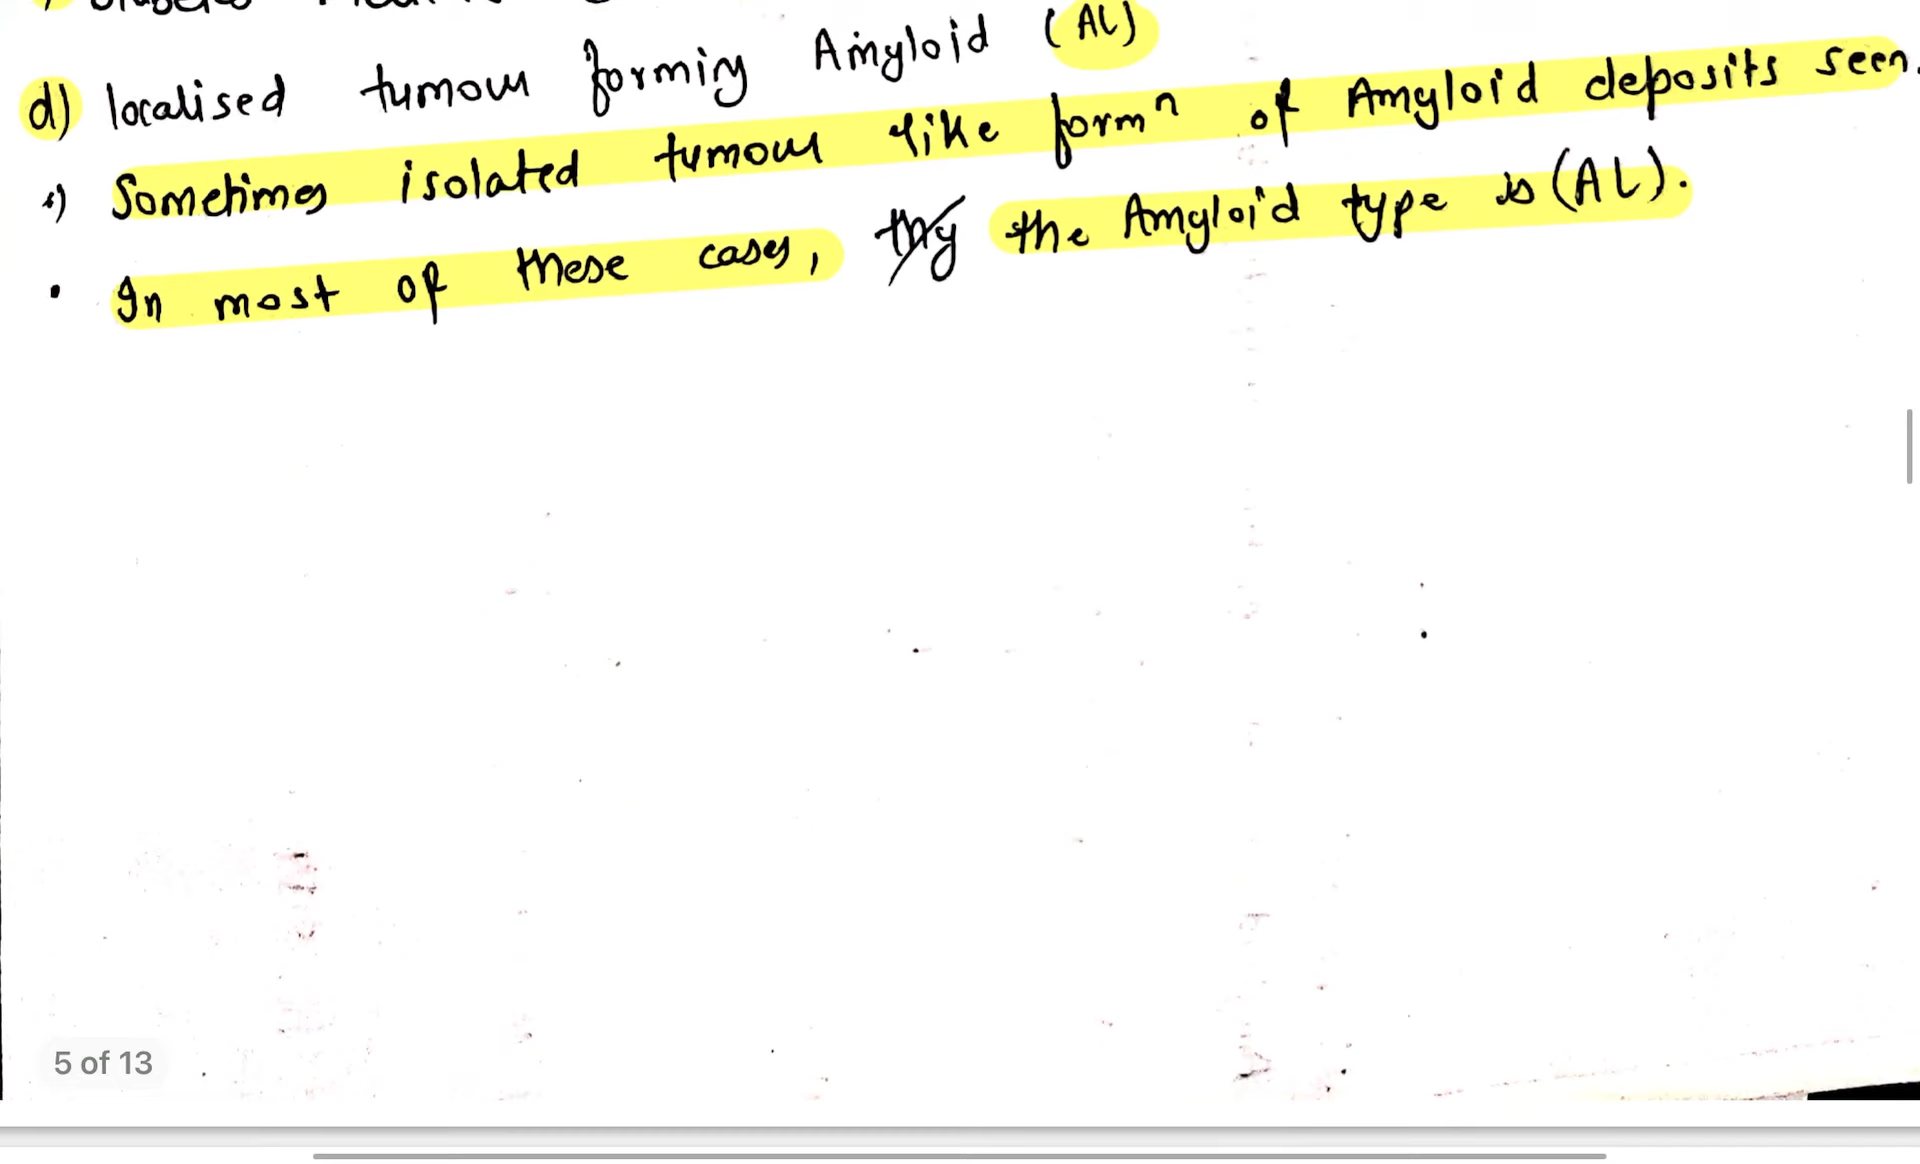 d) localised tumour forming Amyloid (AL)
Sometimes isolated tumour like formⁿ of Amyloid deposits seen.
• In most of these cases, the Amyloid type is (AL).
5 of 13